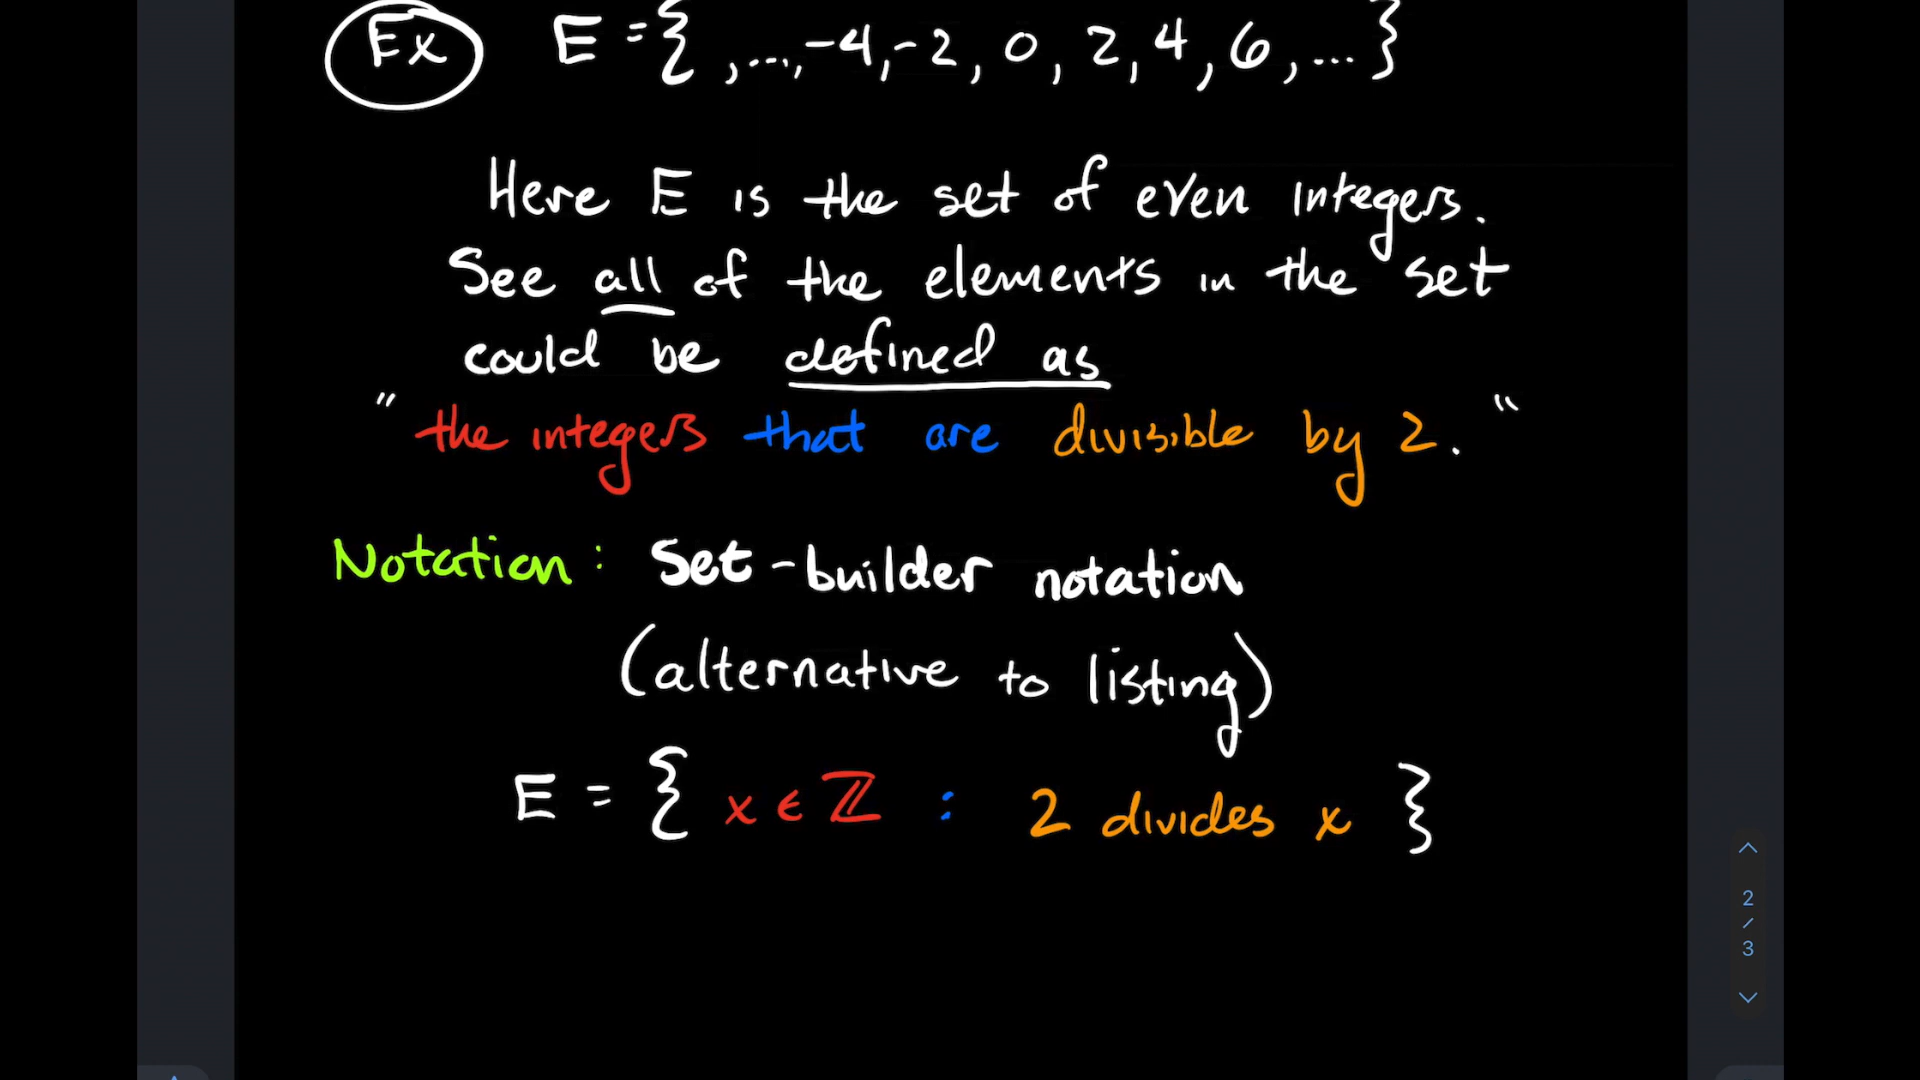 Ex E = { , ..., -4, -2, 0, 2, 4, 6, ... }
Here E is the set of even integers.
See all of the elements in the set
could be defined as
" the integers that are divisible by 2. "
Notation: Set-builder notation
(alternative to listing)
E = { x ∈ ℤ : 2 divides x }
2
/
3